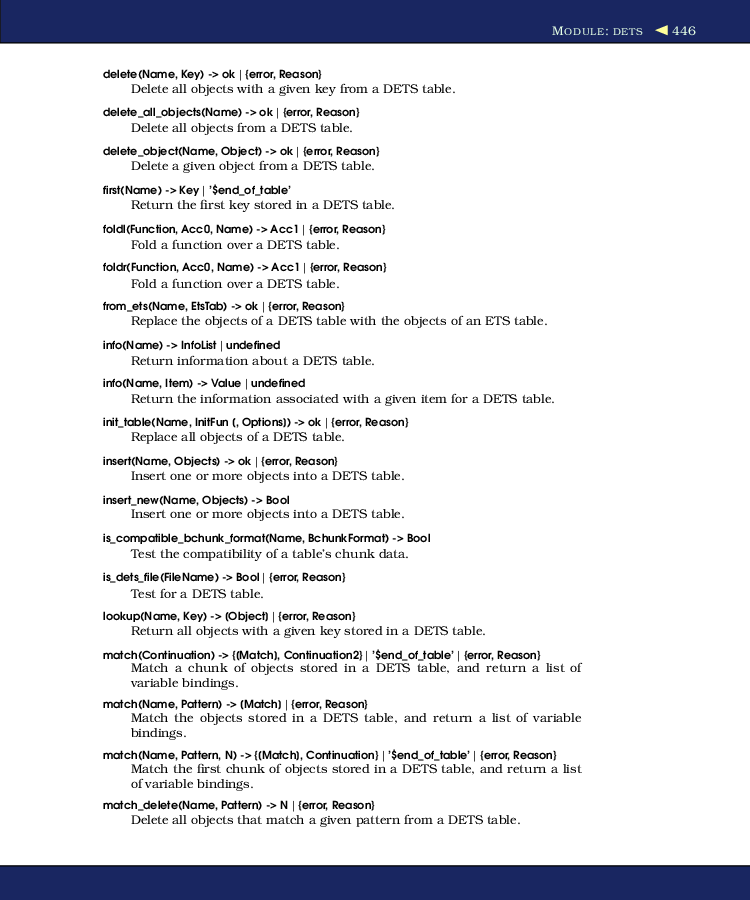 MODULE: DETS ◀ 446
delete(Name, Key) -> ok | {error, Reason}
Delete all objects with a given key from a DETS table.
delete_all_objects(Name) -> ok | {error, Reason}
Delete all objects from a DETS table.
delete_object(Name, Object) -> ok | {error, Reason}
Delete a given object from a DETS table.
first(Name) -> Key | '$end_of_table'
Return the first key stored in a DETS table.
foldl(Function, Acc0, Name) -> Acc1 | {error, Reason}
Fold a function over a DETS table.
foldr(Function, Acc0, Name) -> Acc1 | {error, Reason}
Fold a function over a DETS table.
from_ets(Name, EtsTab) -> ok | {error, Reason}
Replace the objects of a DETS table with the objects of an ETS table.
info(Name) -> InfoList | undefined
Return information about a DETS table.
info(Name, Item) -> Value | undefined
Return the information associated with a given item for a DETS table.
init_table(Name, InitFun [, Options]) -> ok | {error, Reason}
Replace all objects of a DETS table.
insert(Name, Objects) -> ok | {error, Reason}
Insert one or more objects into a DETS table.
insert_new(Name, Objects) -> Bool
Insert one or more objects into a DETS table.
is_compatible_bchunk_format(Name, BchunkFormat) -> Bool
Test the compatibility of a table's chunk data.
is_dets_file(FileName) -> Bool | {error, Reason}
Test for a DETS table.
lookup(Name, Key) -> [Object] | {error, Reason}
Return all objects with a given key stored in a DETS table.
match(Continuation) -> {[Match], Continuation2} | '$end_of_table' | {error, Reason}
Match a chunk of objects stored in a DETS table, and return a list of
variable bindings.
match(Name, Pattern) -> [Match] | {error, Reason}
Match the objects stored in a DETS table, and return a list of variable
bindings.
match(Name, Pattern, N) -> {[Match], Continuation} | '$end_of_table' | {error, Reason}
Match the first chunk of objects stored in a DETS table, and return a list
of variable bindings.
match_delete(Name, Pattern) -> N | {error, Reason}
Delete all objects that match a given pattern from a DETS table.